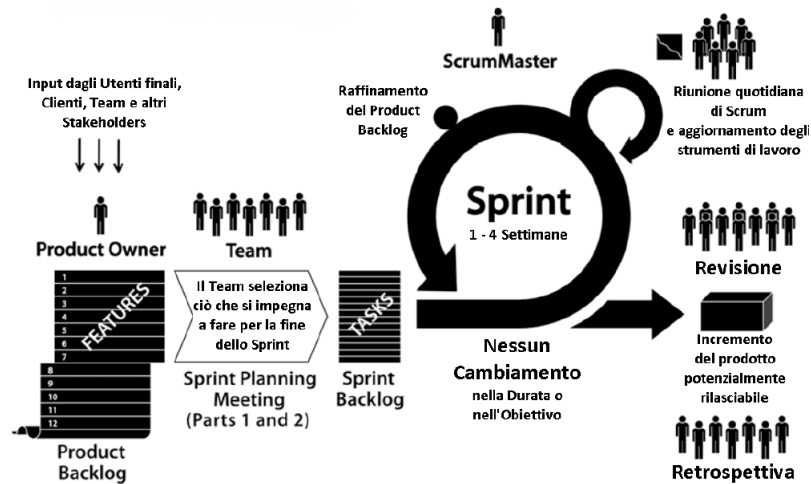 Input dagli Utenti finali,
Clienti, Team e altri
Stakeholders
Product Owner
Team
1
2
3
4
5
6
7
8
9
10
11
12
FEATURES
Product
Backlog
Il Team seleziona
ciò che si impegna
a fare per la fine
dello Sprint
Sprint Planning
Meeting
(Parts 1 and 2)
TASKS
Sprint
Backlog
ScrumMaster
Raffinamento
del Product
Backlog
Sprint
1 - 4 Settimane
Nessun
Cambiamento
nella Durata o
nell'Obiettivo
Riunione quotidiana
di Scrum
e aggiornamento degli
strumenti di lavoro
Revisione
Incremento
del prodotto
potenzialmente
rilasciabile
Retrospettiva